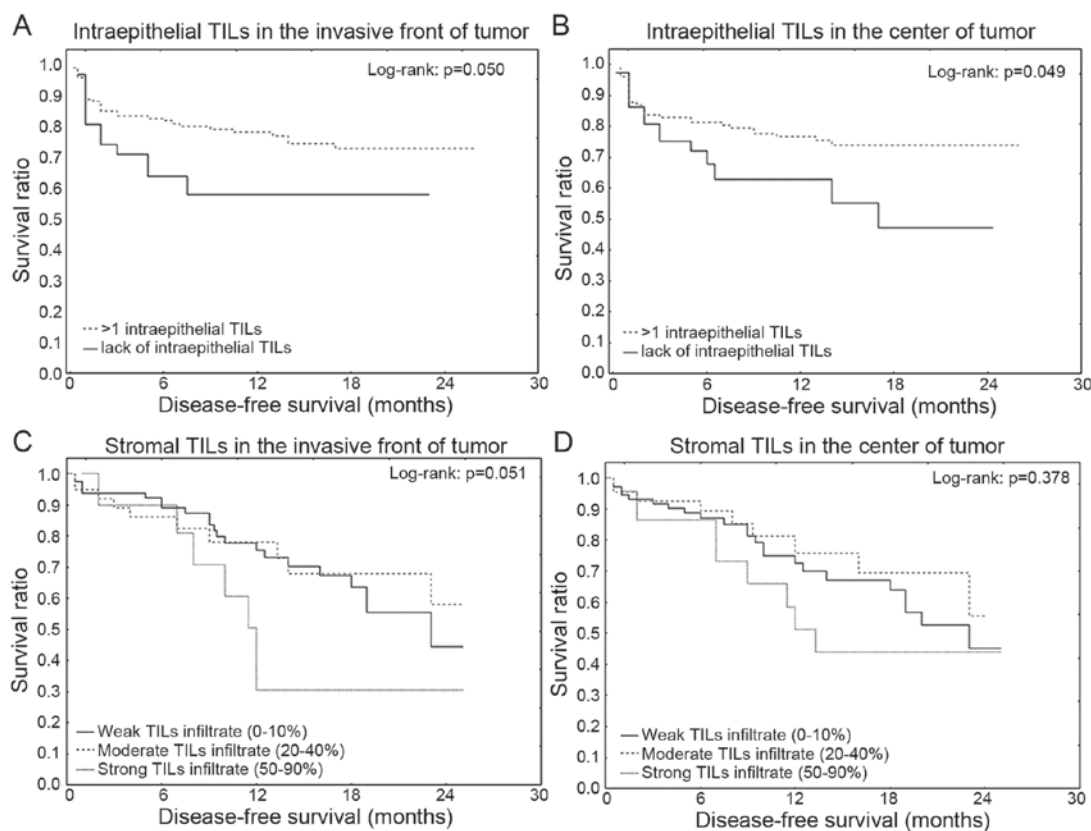 A
Intraepithelial TILs in the invasive front of tumor
Log-rank: p=0.050
1.0
0.9
0.8
0.7
0.6
0.5
0.4
0.3
0.2
0.1
0.0
Survival ratio
>1 intraepithelial TILs
lack of intraepithelial TILs
0 6 12 18 24 30
Disease-free survival (months)
B
Intraepithelial TILs in the center of tumor
Log-rank: p=0.049
1.0
0.9
0.8
0.7
0.6
0.5
0.4
0.3
0.2
0.1
0.0
Survival ratio
>1 intraepithelial TILs
lack of intraepithelial TILs
0 6 12 18 24 30
Disease-free survival (months)
C
Stromal TILs in the invasive front of tumor
Log-rank: p=0.051
1.0
0.9
0.8
0.7
0.6
0.5
0.4
0.3
0.2
0.1
0.0
Survival ratio
Weak TILs infiltrate (0-10%)
Moderate TILs infiltrate (20-40%)
Strong TILs infiltrate (50-90%)
0 6 12 18 24 30
Disease-free survival (months)
D
Stromal TILs in the center of tumor
Log-rank: p=0.378
1.0
0.9
0.8
0.7
0.6
0.5
0.4
0.3
0.2
0.1
0.0
Survival ratio
Weak TILs infiltrate (0-10%)
Moderate TILs infiltrate (20-40%)
Strong TILs infiltrate (50-90%)
0 6 12 18 24 30
Disease-free survival (months)